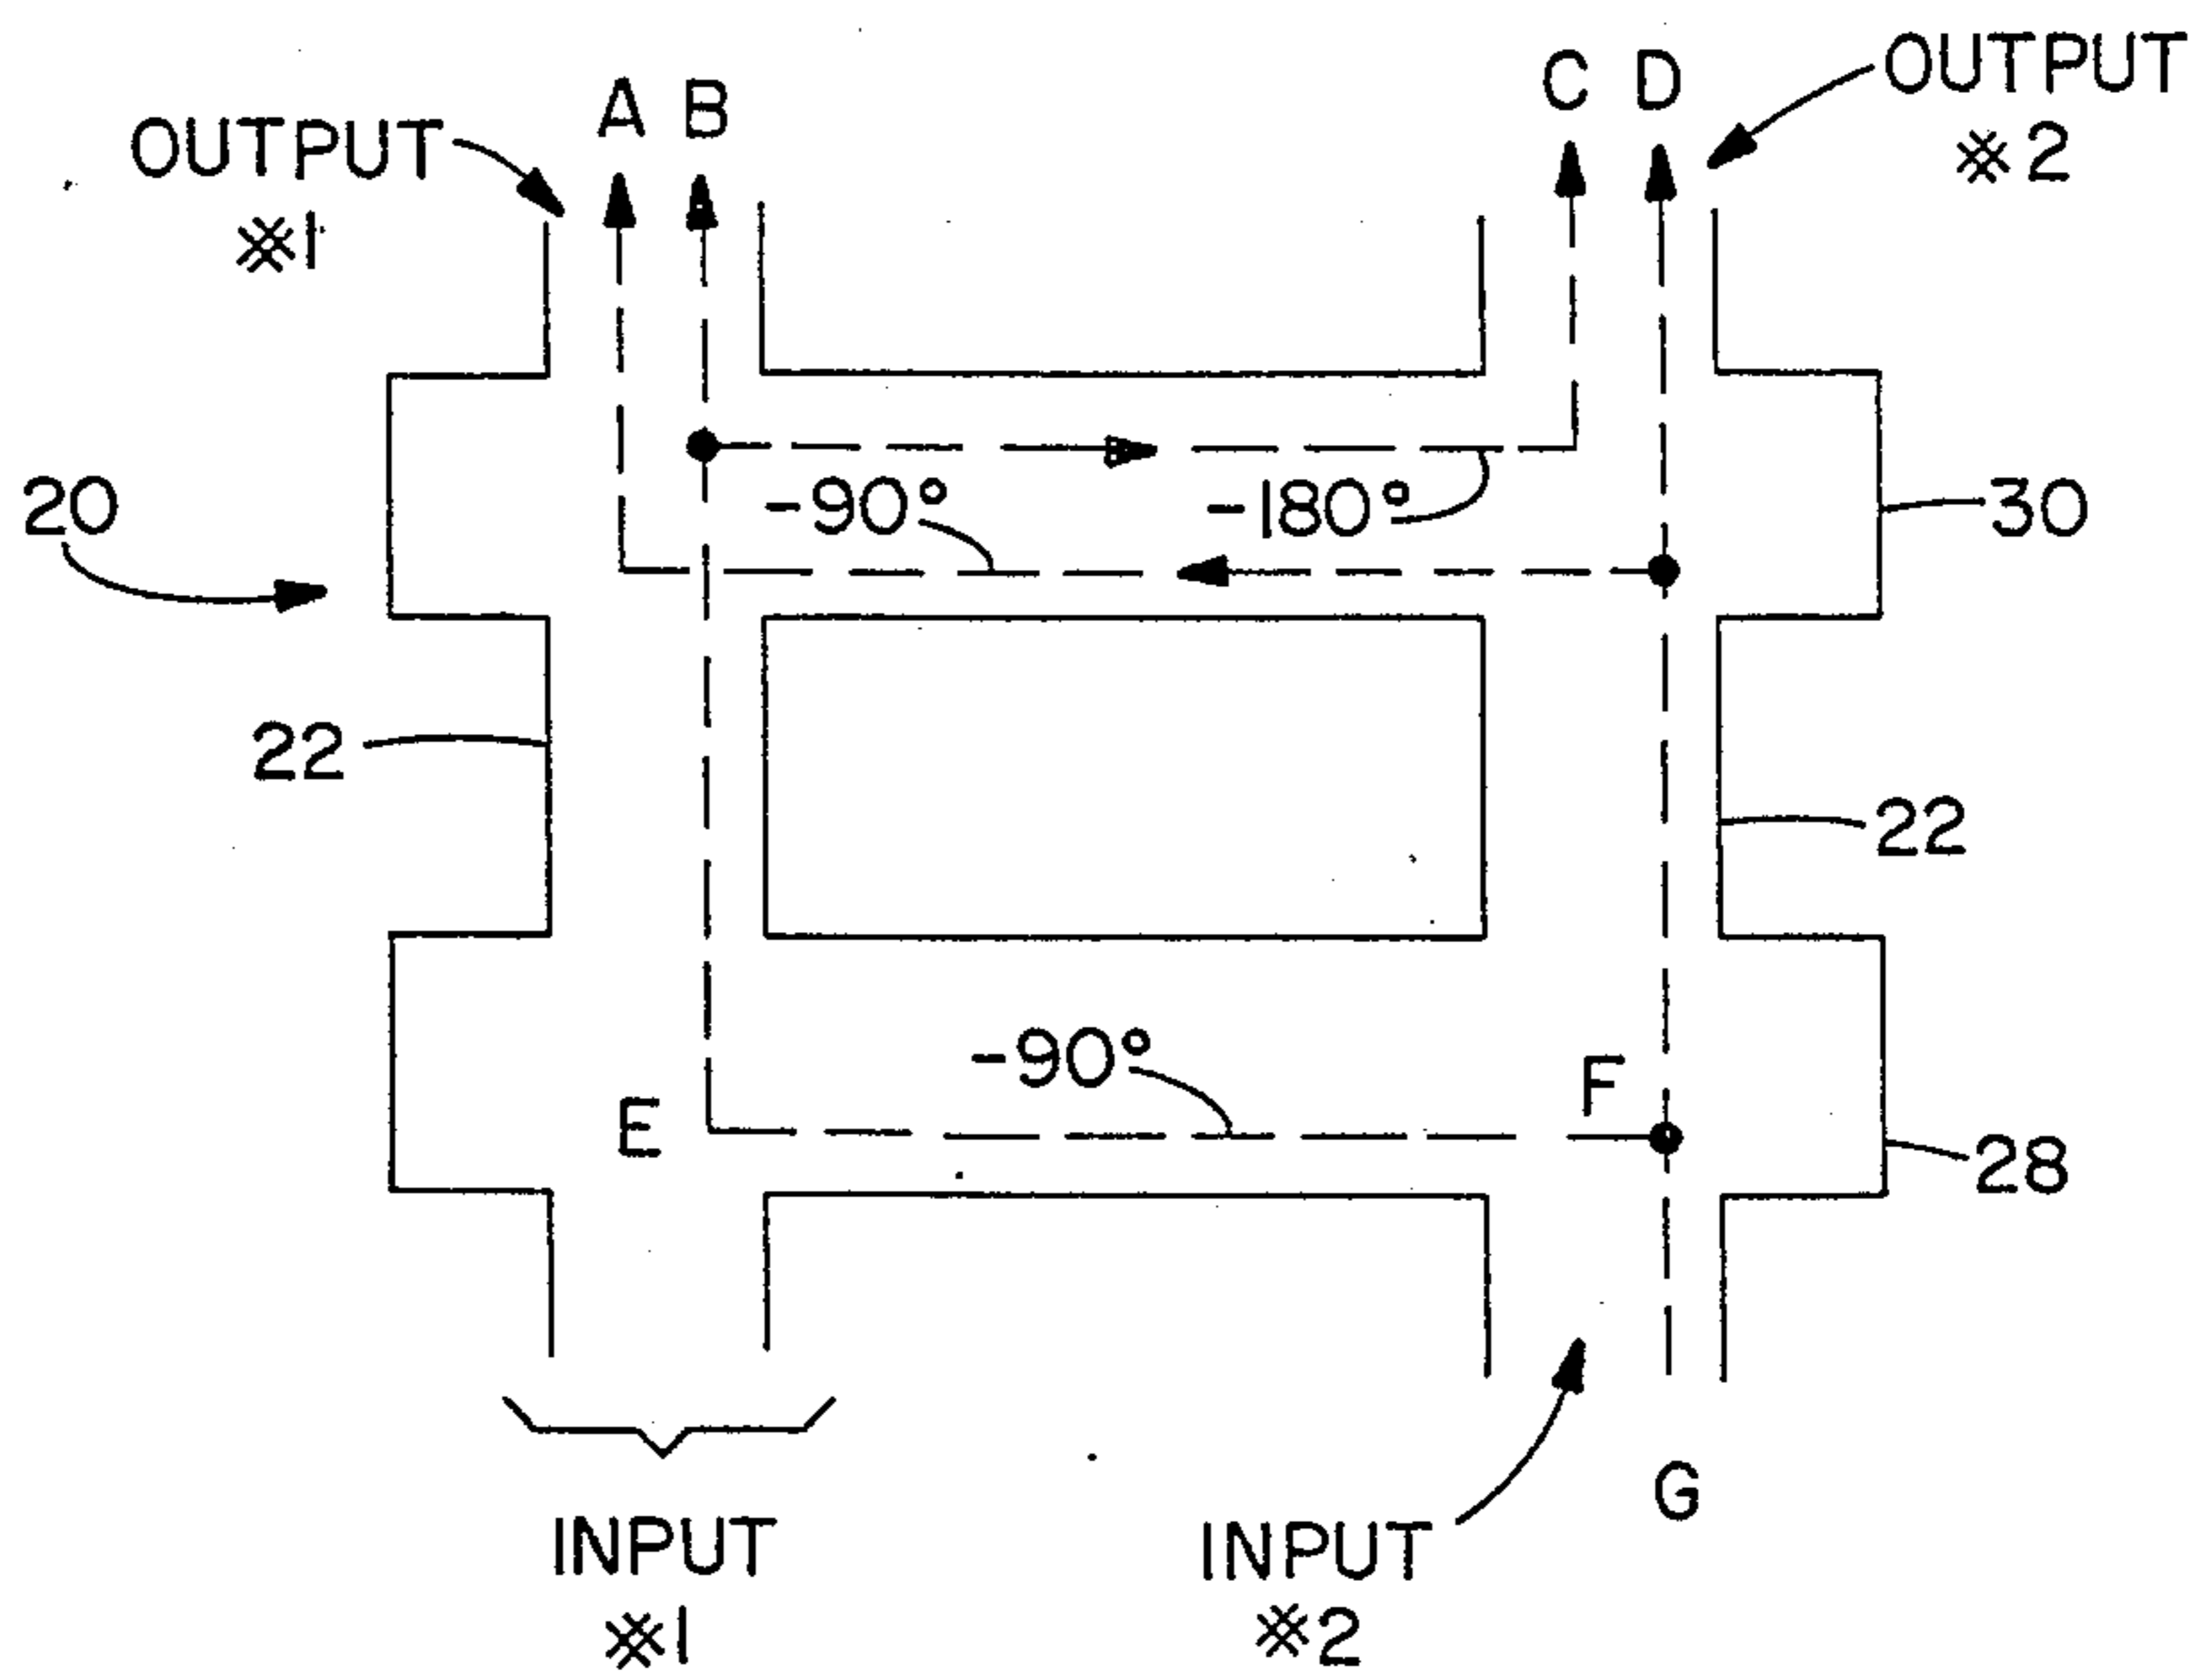 A B
C D
OUTPUT
※2
OUTPUT
※1
20
-90°
-180°
30
22
22
-90°
F
E
28
G
INPUT
※1
INPUT
※2